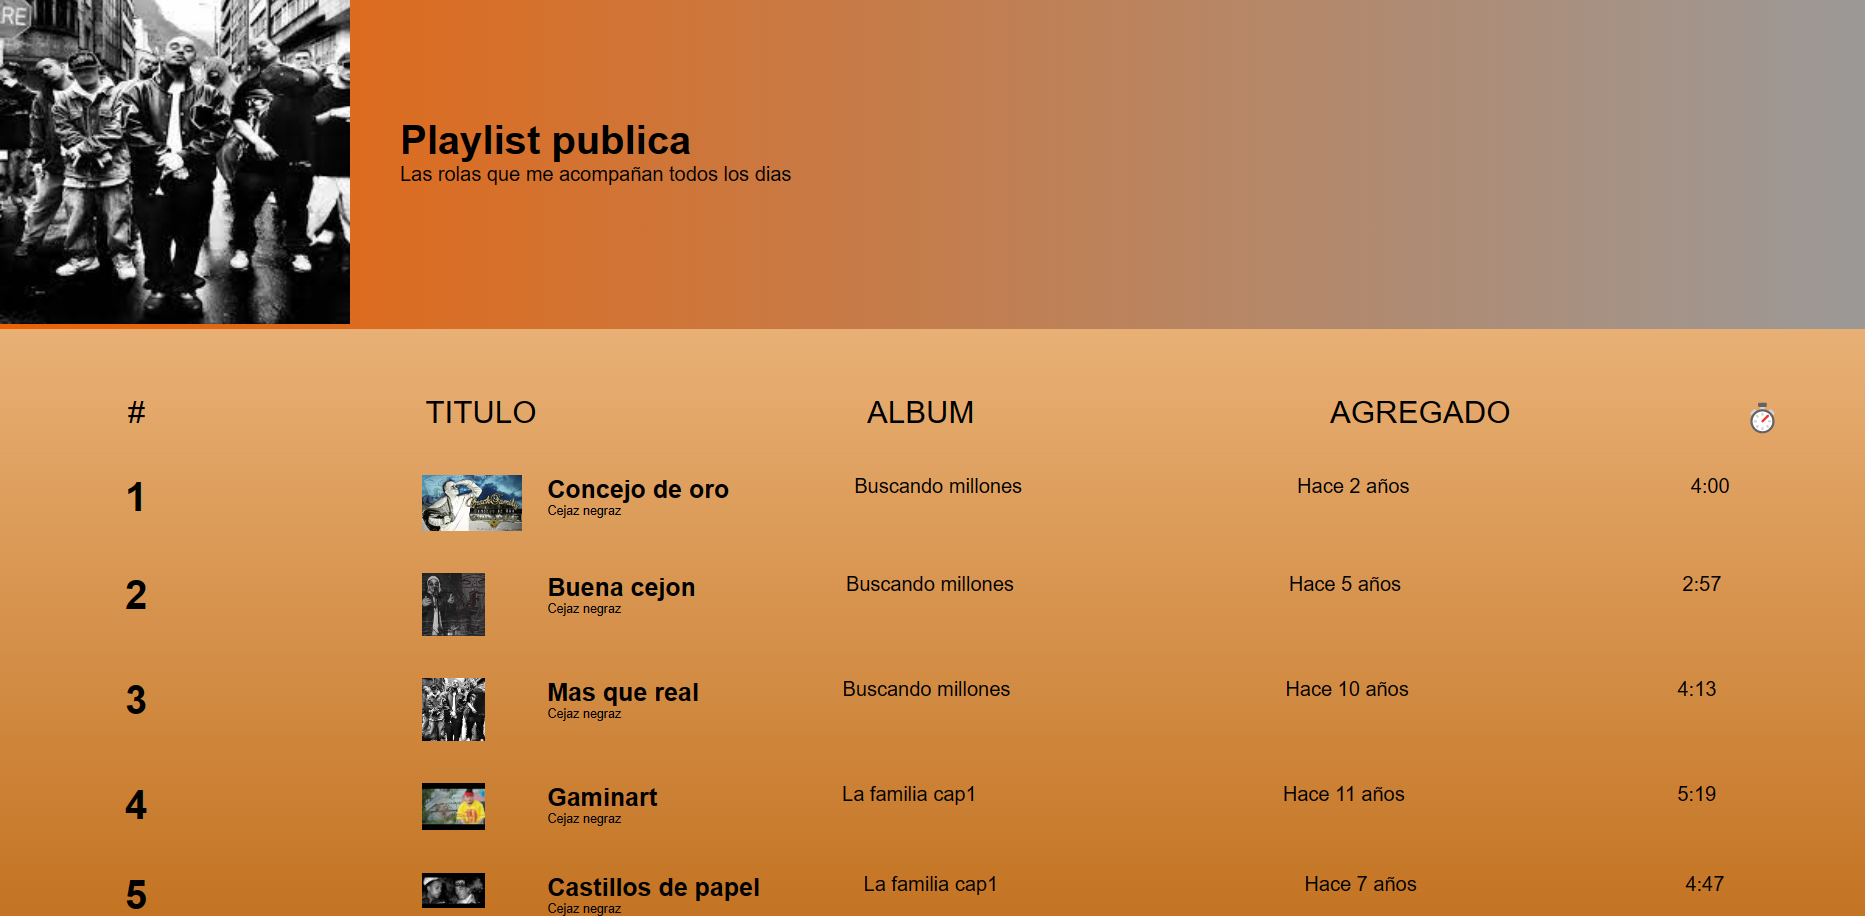 RE
Playlist publica
Las rolas que me acompañan todos los dias
# TITULO ALBUM AGREGADO
1 Concejo de oro Buscando millones Hace 2 años 4:00
Cejaz negraz
2 Buena cejon Buscando millones Hace 5 años 2:57
Cejaz negraz
3 Mas que real Buscando millones Hace 10 años 4:13
Cejaz negraz
4 Gaminart La familia cap1 Hace 11 años 5:19
Cejaz negraz
5 Castillos de papel La familia cap1 Hace 7 años 4:47
Cejaz negraz